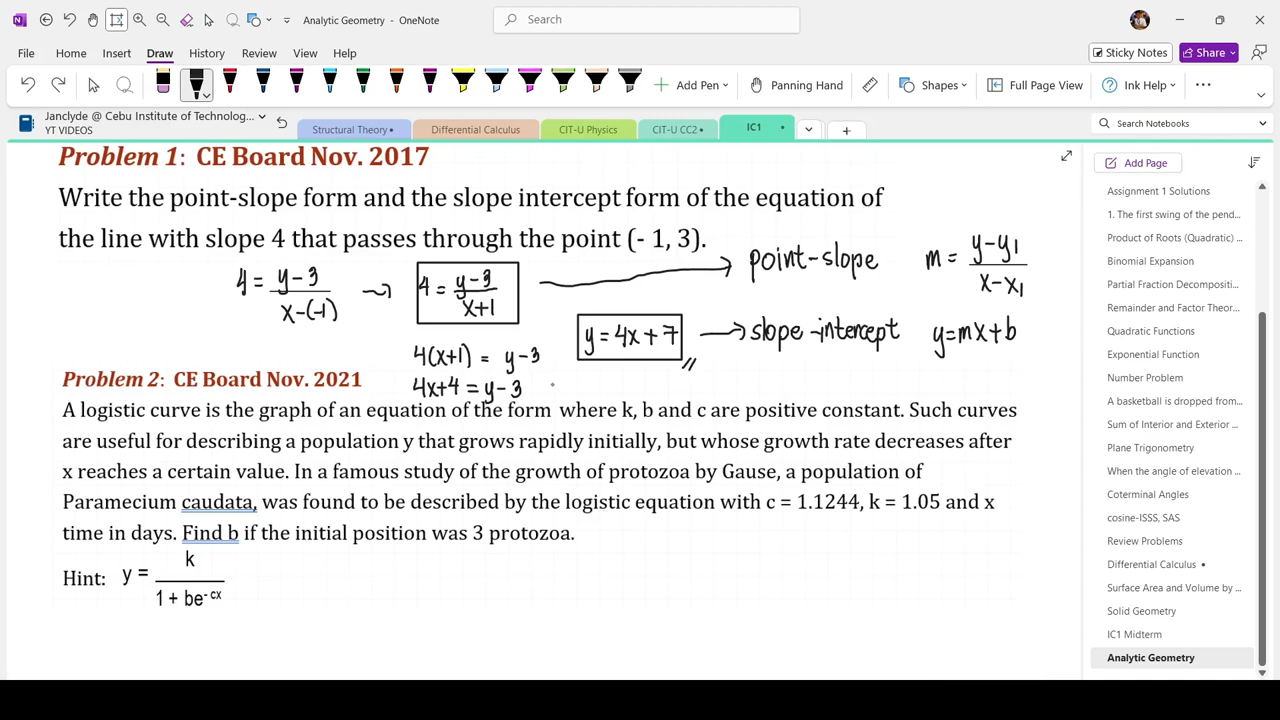 Analytic Geometry - OneNote
Search
File Home Insert Draw History Review View Help
Sticky Notes
Share
Add Pen
Panning Hand
Shapes
Full Page View
Ink Help
Janclyde @ Cebu Institute of Technolog...
YT VIDEOS
Structural Theory
Differential Calculus
CIT-U Physics
CIT-U CC2
IC1
+
Search Notebooks
Problem 1: CE Board Nov. 2017
Write the point-slope form and the slope intercept form of the equation of
the line with slope 4 that passes through the point (- 1, 3).
4 = (y-3)/(x-(-1)) → 4 = (y-3)/(x+1) → point-slope m = (y-y₁)/(x-x₁)
y=4x+7 → slope-intercept y=mx+b
4(x+1) = y-3
4x+4 = y-3
Problem 2: CE Board Nov. 2021
A logistic curve is the graph of an equation of the form where k, b and c are positive constant. Such curves
are useful for describing a population y that grows rapidly initially, but whose growth rate decreases after
x reaches a certain value. In a famous study of the growth of protozoa by Gause, a population of
Paramecium caudata, was found to be described by the logistic equation with c = 1.1244, k = 1.05 and x
time in days. Find b if the initial position was 3 protozoa.
Hint: y = k/(1 + be^-cx)
Add Page
Assignment 1 Solutions
1. The first swing of the pend...
Product of Roots (Quadratic) ...
Binomial Expansion
Partial Fraction Decompositi...
Remainder and Factor Theor...
Quadratic Functions
Exponential Function
Number Problem
A basketball is dropped from...
Sum of Interior and Exterior ...
Plane Trigonometry
When the angle of elevation ...
Coterminal Angles
cosine-ISSS, SAS
Review Problems
Differential Calculus
Surface Area and Volume by ...
Solid Geometry
IC1 Midterm
Analytic Geometry